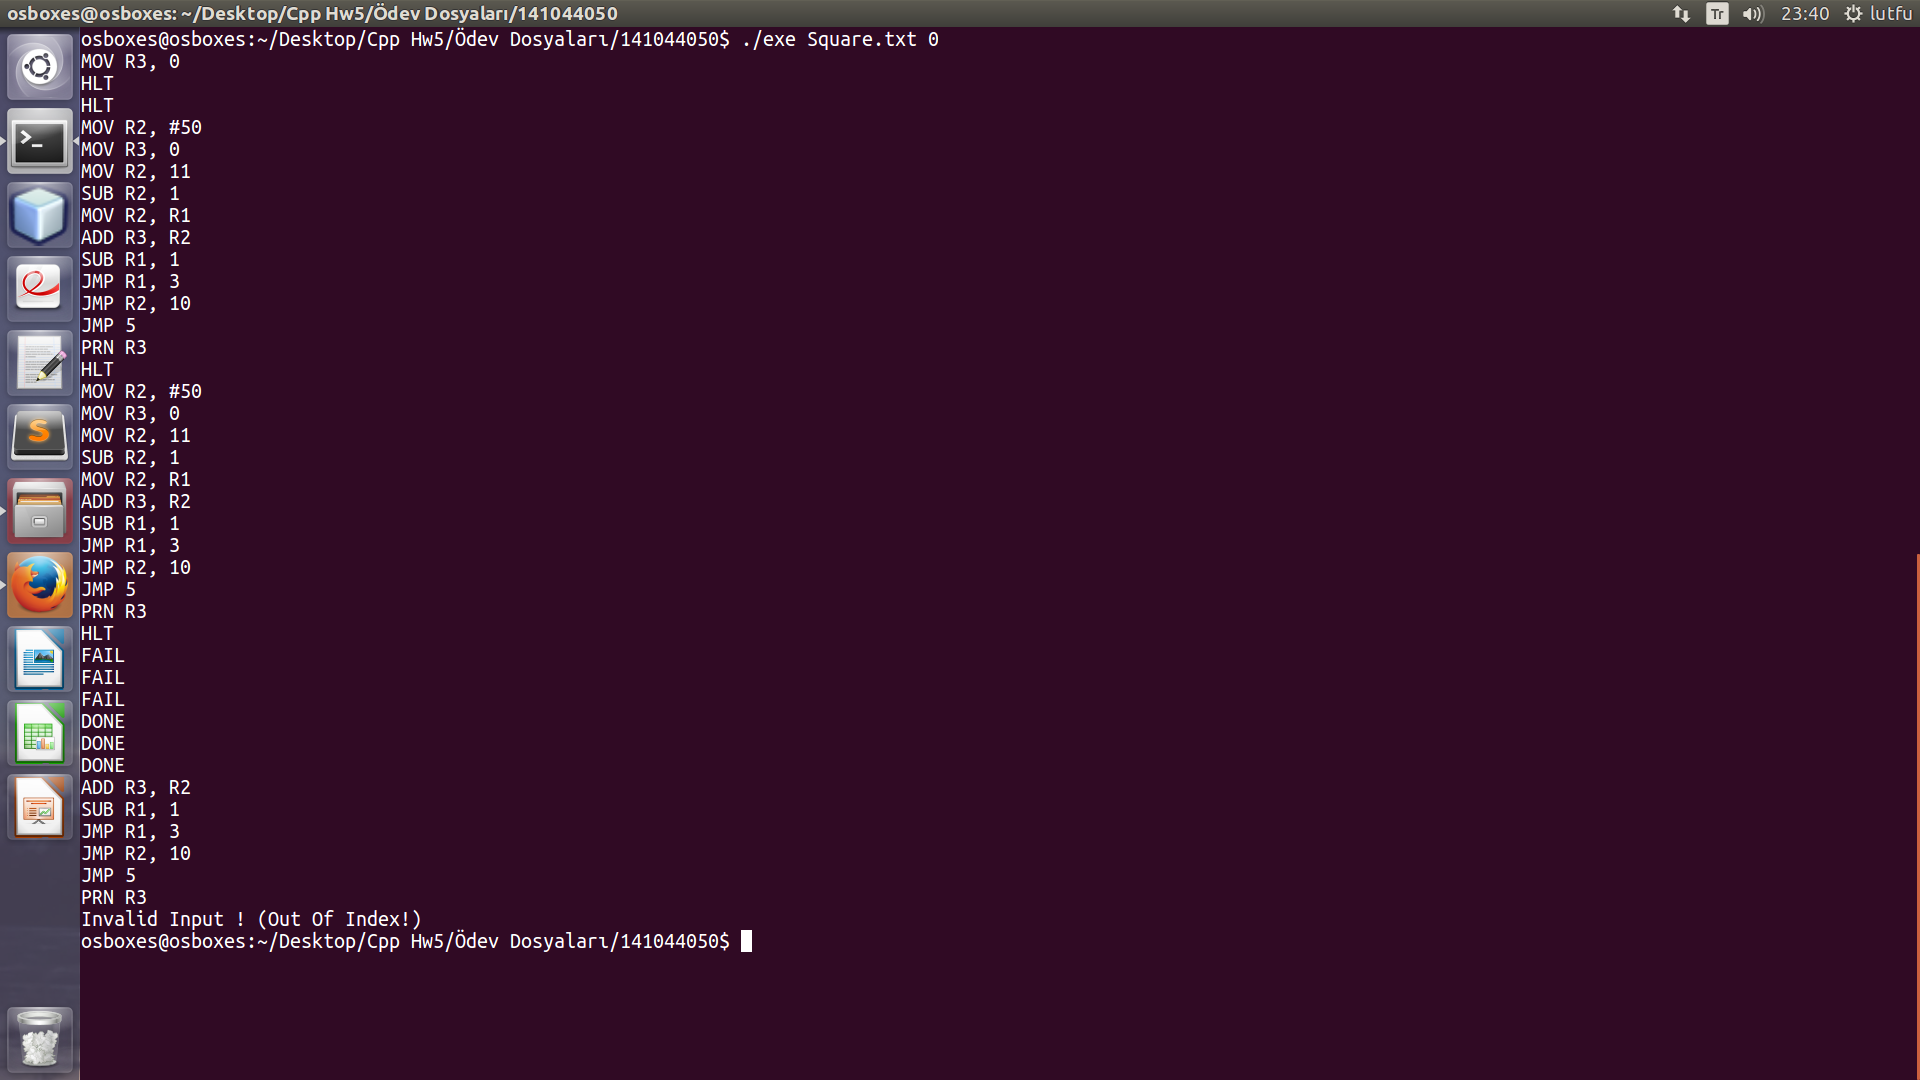 osboxes@osboxes: ~/Desktop/Cpp Hw5/Ödev Dosyaları/141044050
Tr
23:40
lutfu
osboxes@osboxes:~/Desktop/Cpp Hw5/Ödev Dosyaları/141044050$ ./exe Square.txt 0
MOV R3, 0
HLT
HLT
MOV R2, #50
MOV R3, 0
MOV R2, 11
SUB R2, 1
MOV R2, R1
ADD R3, R2
SUB R1, 1
JMP R1, 3
JMP R2, 10
JMP 5
PRN R3
HLT
MOV R2, #50
MOV R3, 0
MOV R2, 11
SUB R2, 1
MOV R2, R1
ADD R3, R2
SUB R1, 1
JMP R1, 3
JMP R2, 10
JMP 5
PRN R3
HLT
FAIL
FAIL
FAIL
DONE
DONE
DONE
ADD R3, R2
SUB R1, 1
JMP R1, 3
JMP R2, 10
JMP 5
PRN R3
Invalid Input ! (Out Of Index!)
osboxes@osboxes:~/Desktop/Cpp Hw5/Ödev Dosyaları/141044050$